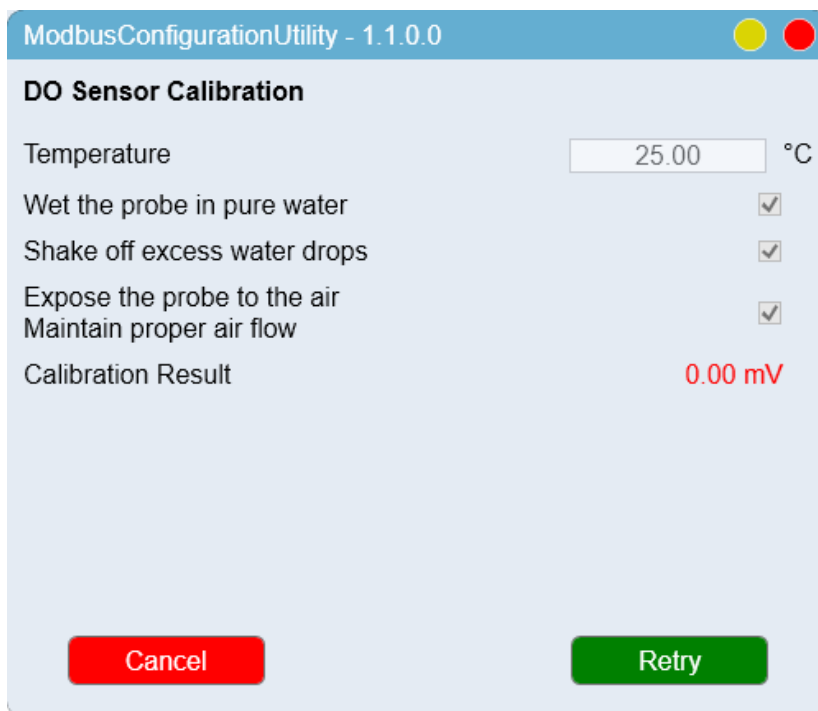 ModbusConfigurationUtility - 1.1.0.0
DO Sensor Calibration
Temperature 25.00 °C
Wet the probe in pure water
Shake off excess water drops
Expose the probe to the air
Maintain proper air flow
Calibration Result 0.00 mV
Cancel Retry